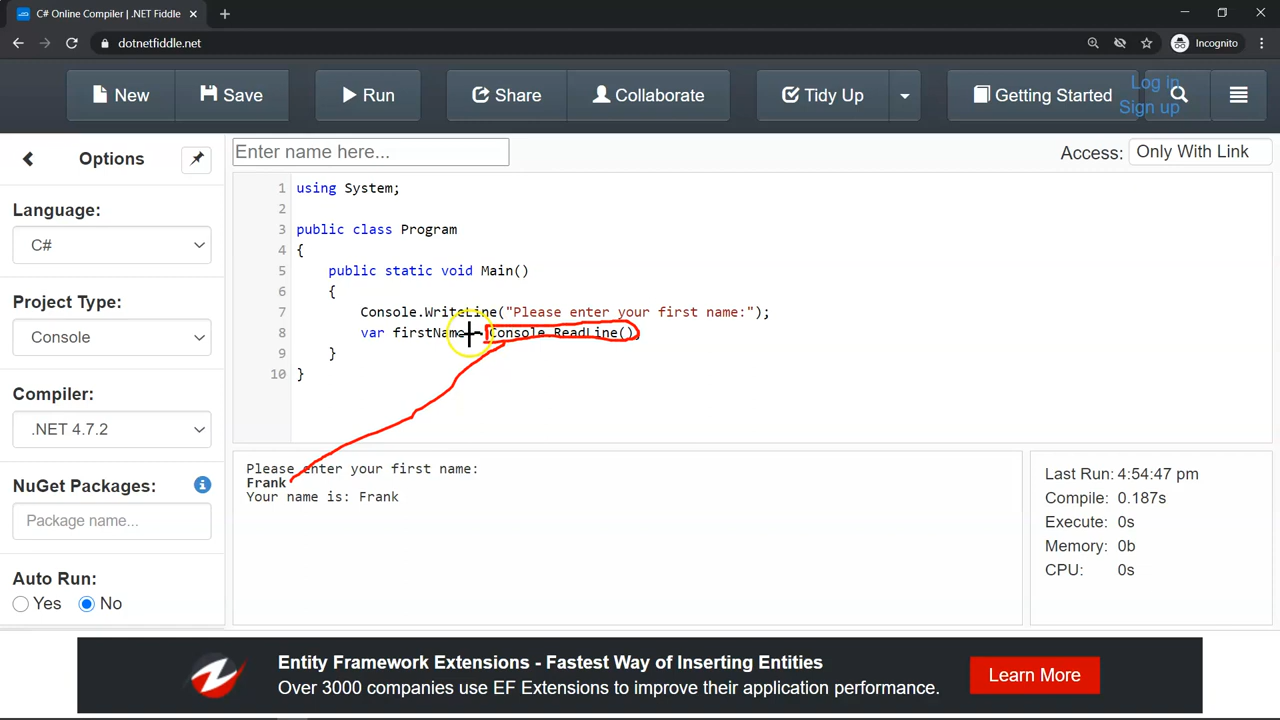 C# Online Compiler | .NET Fiddle
dotnetfiddle.net
Incognito
New
Save
Run
Share
Collaborate
Tidy Up
Getting Started
Log in
Sign up
Options
Enter name here...
Access:
Only With Link
Language:
C#
Project Type:
Console
Compiler:
.NET 4.7.2
NuGet Packages:
Package name...
Auto Run:
Yes
No
1 using System;
2
3 public class Program
4 {
5 public static void Main()
6 {
7 Console.WriteLine("Please enter your first name:");
8 var firstName = Console.ReadLine()
9 }
10 }
Please enter your first name:
Frank
Your name is: Frank
Last Run: 4:54:47 pm
Compile: 0.187s
Execute: 0s
Memory: 0b
CPU: 0s
Entity Framework Extensions - Fastest Way of Inserting Entities
Over 3000 companies use EF Extensions to improve their application performance.
Learn More